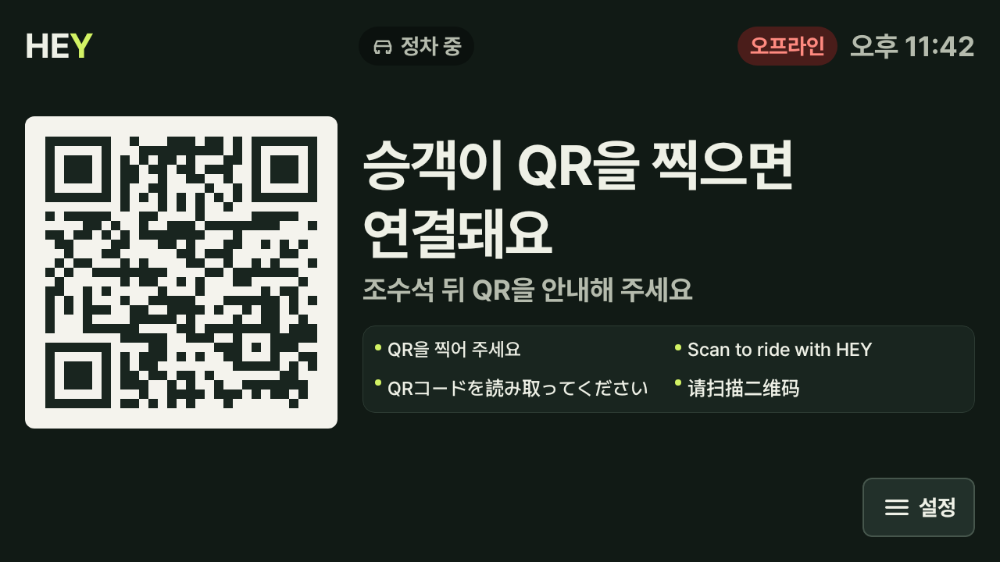 HEY
정차 중
오프라인
오후 11:42
승객이 QR을 찍으면
연결돼요
조수석 뒤 QR을 안내해 주세요
QR을 찍어 주세요
Scan to ride with HEY
QRコードを読み取ってください
请扫描二维码
설정